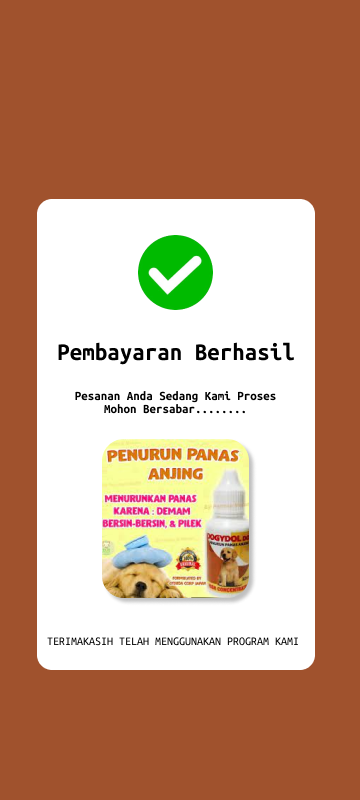 Pembayaran Berhasil
Pesanan Anda Sedang Kami Proses
Mohon Bersabar........
PENURUN PANAS
ANJING
MENURUNKAN PANAS
KARENA : DEMAM
BERSIN-BERSIN, & PILEK
TERIMAKASIH TELAH MENGGUNAKAN PROGRAM KAMI